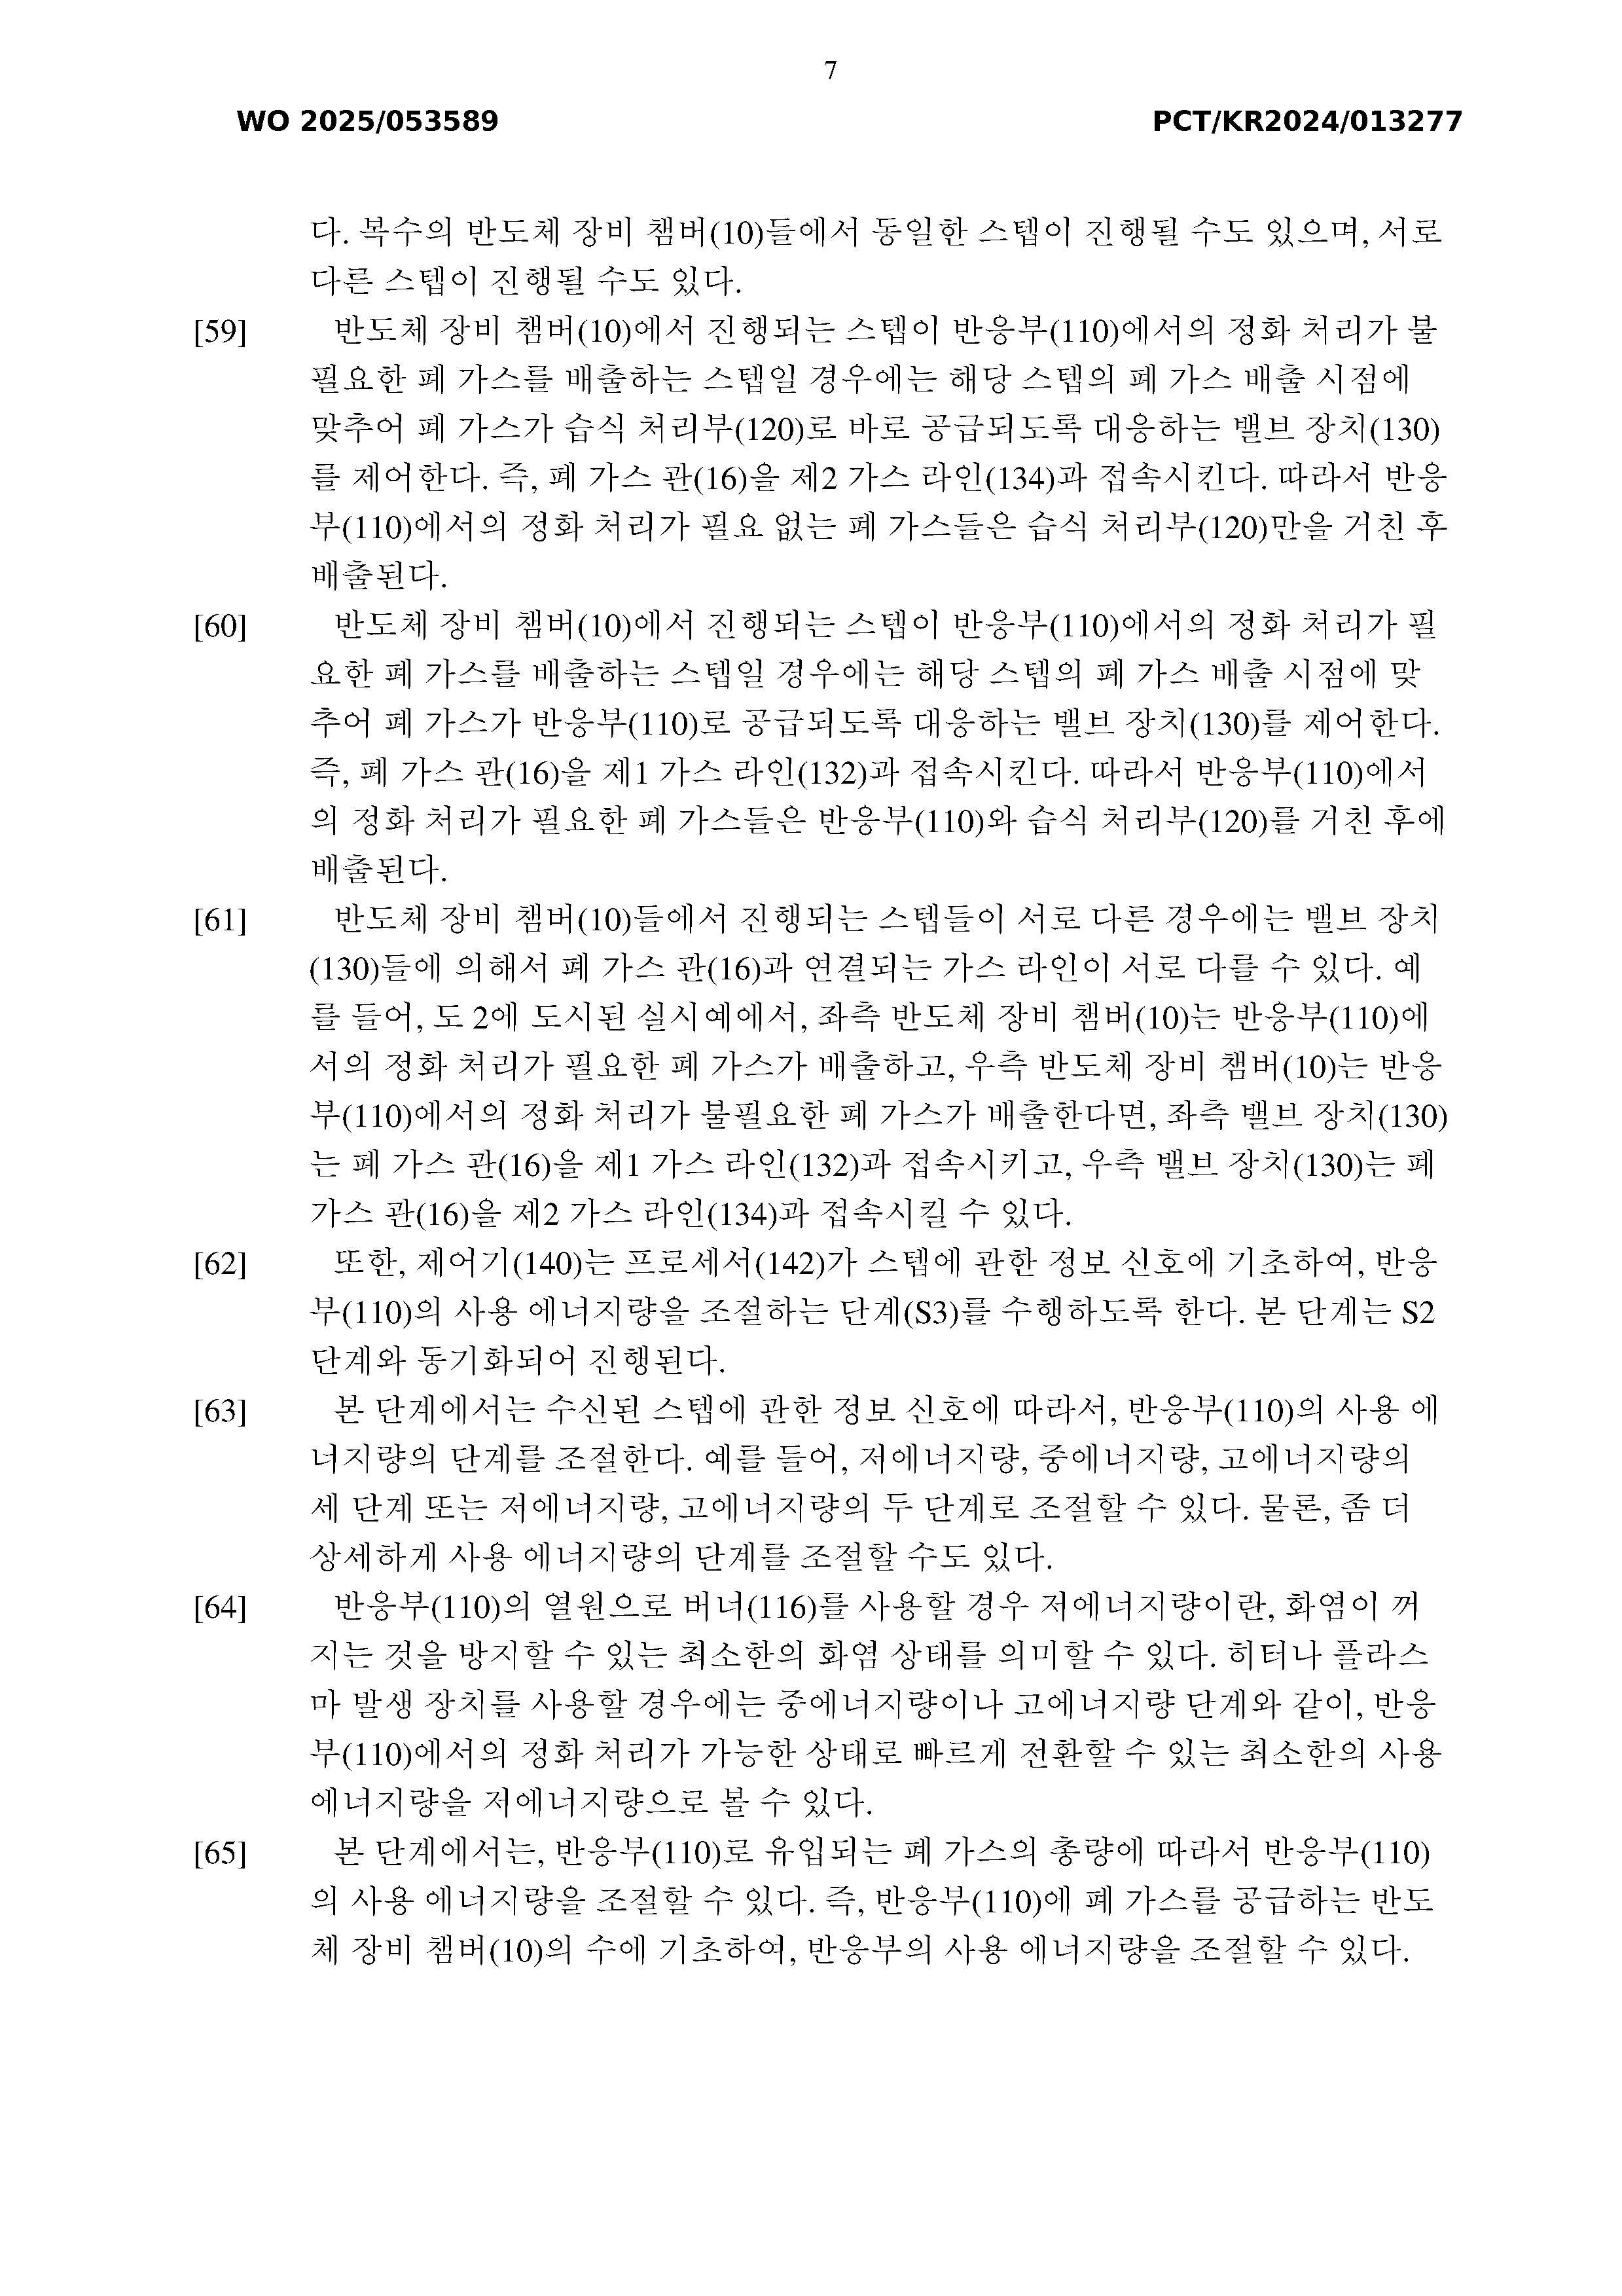 7
WO 2025/053589
PCT/KR2024/013277
다. 복수의 반도체 장비 챔버(10)들에서 동일한 스텝이 진행될 수도 있으며, 서로
다른 스텝이 진행될 수도 있다.
[59] 반도체 장비 챔버(10)에서 진행되는 스텝이 반응부(110)에서의 정화 처리가 불
필요한 폐 가스를 배출하는 스텝일 경우에는 해당 스텝의 폐 가스 배출 시점에
맞추어 폐 가스가 습식 처리부(120)로 바로 공급되도록 대응하는 밸브 장치(130)
를 제어한다. 즉, 폐 가스 관(16)을 제2 가스 라인(134)과 접속시킨다. 따라서 반응
부(110)에서의 정화 처리가 필요 없는 폐 가스들은 습식 처리부(120)만을 거친 후
배출된다.
[60] 반도체 장비 챔버(10)에서 진행되는 스텝이 반응부(110)에서의 정화 처리가 필
요한 폐 가스를 배출하는 스텝일 경우에는 해당 스텝의 폐 가스 배출 시점에 맞
추어 폐 가스가 반응부(110)로 공급되도록 대응하는 밸브 장치(130)를 제어한다.
즉, 폐 가스 관(16)을 제1 가스 라인(132)과 접속시킨다. 따라서 반응부(110)에서
의 정화 처리가 필요한 폐 가스들은 반응부(110)와 습식 처리부(120)를 거친 후에
배출된다.
[61] 반도체 장비 챔버(10)들에서 진행되는 스텝들이 서로 다른 경우에는 밸브 장치
(130)들에 의해서 폐 가스 관(16)과 연결되는 가스 라인이 서로 다를 수 있다. 예
를 들어, 도 2에 도시된 실시예에서, 좌측 반도체 장비 챔버(10)는 반응부(110)에
서의 정화 처리가 필요한 폐 가스가 배출하고, 우측 반도체 장비 챔버(10)는 반응
부(110)에서의 정화 처리가 불필요한 폐 가스가 배출한다면, 좌측 밸브 장치(130)
는 폐 가스 관(16)을 제1 가스 라인(132)과 접속시키고, 우측 밸브 장치(130)는 폐
가스 관(16)을 제2 가스 라인(134)과 접속시킬 수 있다.
[62] 또한, 제어기(140)는 프로세서(142)가 스텝에 관한 정보 신호에 기초하여, 반응
부(110)의 사용 에너지량을 조절하는 단계(S3)를 수행하도록 한다. 본 단계는 S2
단계와 동기화되어 진행된다.
[63] 본 단계에서는 수신된 스텝에 관한 정보 신호에 따라서, 반응부(110)의 사용 에
너지량의 단계를 조절한다. 예를 들어, 저에너지량, 중에너지량, 고에너지량의
세 단계 또는 저에너지량, 고에너지량의 두 단계로 조절할 수 있다. 물론, 좀 더
상세하게 사용 에너지량의 단계를 조절할 수도 있다.
[64] 반응부(110)의 열원으로 버너(116)를 사용할 경우 저에너지량이란, 화염이 꺼
지는 것을 방지할 수 있는 최소한의 화염 상태를 의미할 수 있다. 히터나 플라스
마 발생 장치를 사용할 경우에는 중에너지량이나 고에너지량 단계와 같이, 반응
부(110)에서의 정화 처리가 가능한 상태로 빠르게 전환할 수 있는 최소한의 사용
에너지량을 저에너지량으로 볼 수 있다.
[65] 본 단계에서는, 반응부(110)로 유입되는 폐 가스의 총량에 따라서 반응부(110)
의 사용 에너지량을 조절할 수 있다. 즉, 반응부(110)에 폐 가스를 공급하는 반도
체 장비 챔버(10)의 수에 기초하여, 반응부의 사용 에너지량을 조절할 수 있다.